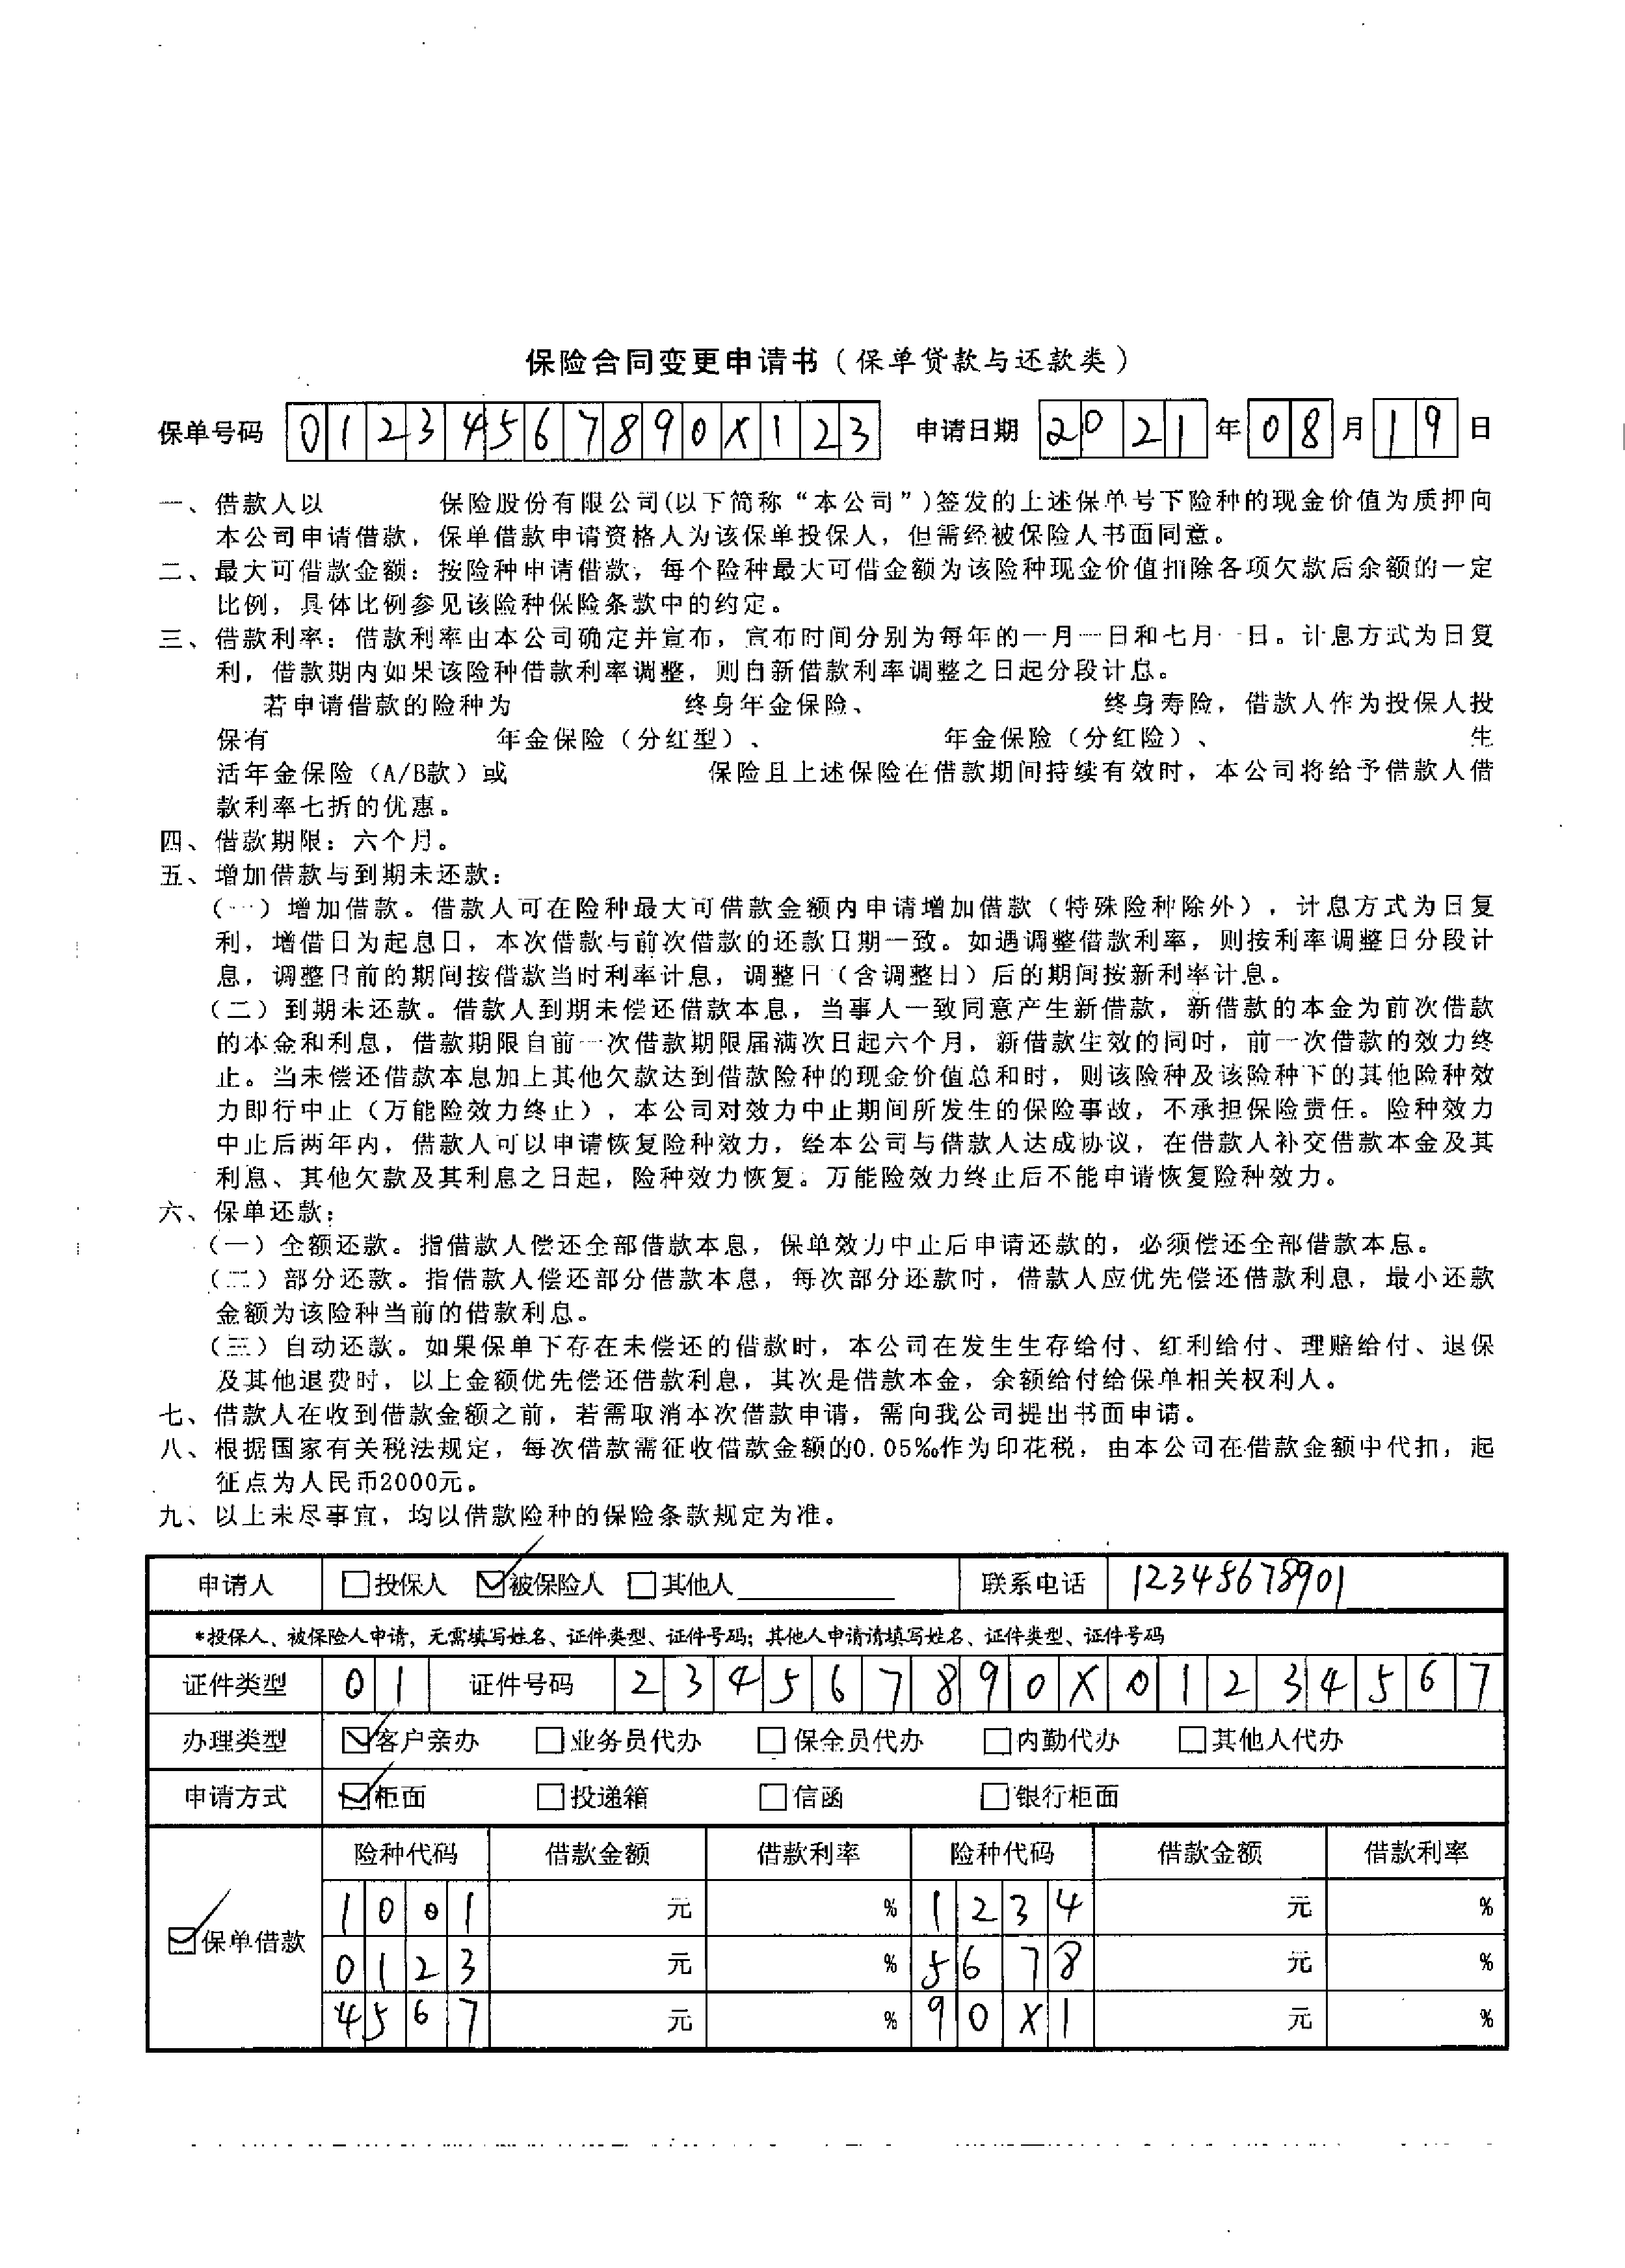 保险合同变更申请书（保单贷款与还款类）
保单号码 01234567890X123 申请日期 2021年08月19日
一、借款人以 保险股份有限公司(以下简称“本公司”)签发的上述保单号下险种的现金价值为质押向
本公司申请借款，保单借款申请资格人为该保单投保人，但需经被保险人书面同意。
二、最大可借款金额：按险种申请借款，每个险种最大可借金额为该险种现金价值扣除各项欠款后余额的一定
比例，具体比例参见该险种保险条款中的约定。
三、借款利率：借款利率由本公司确定并宣布，宣布时间分别为每年的一月一日和七月一日。计息方式为日复
利，借款期内如果该险种借款利率调整，则自新借款利率调整之日起分段计息。
若申请借款的险种为 终身年金保险、 终身寿险，借款人作为投保人投
保有 年金保险（分红型）、 年金保险（分红险）、 生
活年金保险（A/B款）或 保险且上述保险在借款期间持续有效时，本公司将给予借款人借
款利率七折的优惠。
四、借款期限：六个月。
五、增加借款与到期未还款：
（一）增加借款。借款人可在险种最大可借款金额内申请增加借款（特殊险种除外），计息方式为日复
利，增借日为起息日，本次借款与前次借款的还款日期一致。如遇调整借款利率，则按利率调整日分段计
息，调整日前的期间按借款当时利率计息，调整日（含调整日）后的期间按新利率计息。
（二）到期未还款。借款人到期未偿还借款本息，当事人一致同意产生新借款，新借款的本金为前次借款
的本金和利息，借款期限自前一次借款期限届满次日起六个月，新借款生效的同时，前一次借款的效力终
止。当未偿还借款本息加上其他欠款达到借款险种的现金价值总和时，则该险种及该险种下的其他险种效
力即行中止（万能险效力终止），本公司对效力中止期间所发生的保险事故，不承担保险责任。险种效力
中止后两年内，借款人可以申请恢复险种效力，经本公司与借款人达成协议，在借款人补交借款本金及其
利息、其他欠款及其利息之日起，险种效力恢复。万能险效力终止后不能申请恢复险种效力。
六、保单还款：
（一）全额还款。指借款人偿还全部借款本息，保单效力中止后申请还款的，必须偿还全部借款本息。
（二）部分还款。指借款人偿还部分借款本息，每次部分还款时，借款人应优先偿还借款利息，最小还款
金额为该险种当前的借款利息。
（三）自动还款。如果保单下存在未偿还的借款时，本公司在发生生存给付、红利给付、理赔给付、退保
及其他退费时，以上金额优先偿还借款利息，其次是借款本金，余额给付给保单相关权利人。
七、借款人在收到借款金额之前，若需取消本次借款申请，需向我公司提出书面申请。
八、根据国家有关税法规定，每次借款需征收借款金额的0.05‰作为印花税，由本公司在借款金额中代扣，起
征点为人民币2000元。
九、以上未尽事宜，均以借款险种的保险条款规定为准。
申请人 □投保人 ☑被保险人 □其他人 联系电话 12345678901
*投保人、被保险人申请，无需填写姓名、证件类型、证件号码；其他人申请请填写姓名、证件类型、证件号码
证件类型 01 证件号码 234567890X01234567
办理类型 ☑客户亲办 □业务员代办 □保全员代办 □内勤代办 □其他人代办
申请方式 ☑柜面 □投递箱 □信函 □银行柜面
险种代码 借款金额 借款利率 险种代码 借款金额 借款利率
1001 元 % 1234 元 %
☑保单借款
0123 元 % 5678 元 %
4567 元 % 90X1 元 %